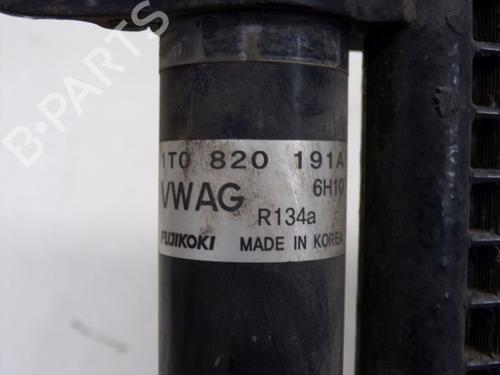 B-PARTS
1T0 820 191A
VWAG 6H10
R134a
FUJIKOKI MADE IN KOREA